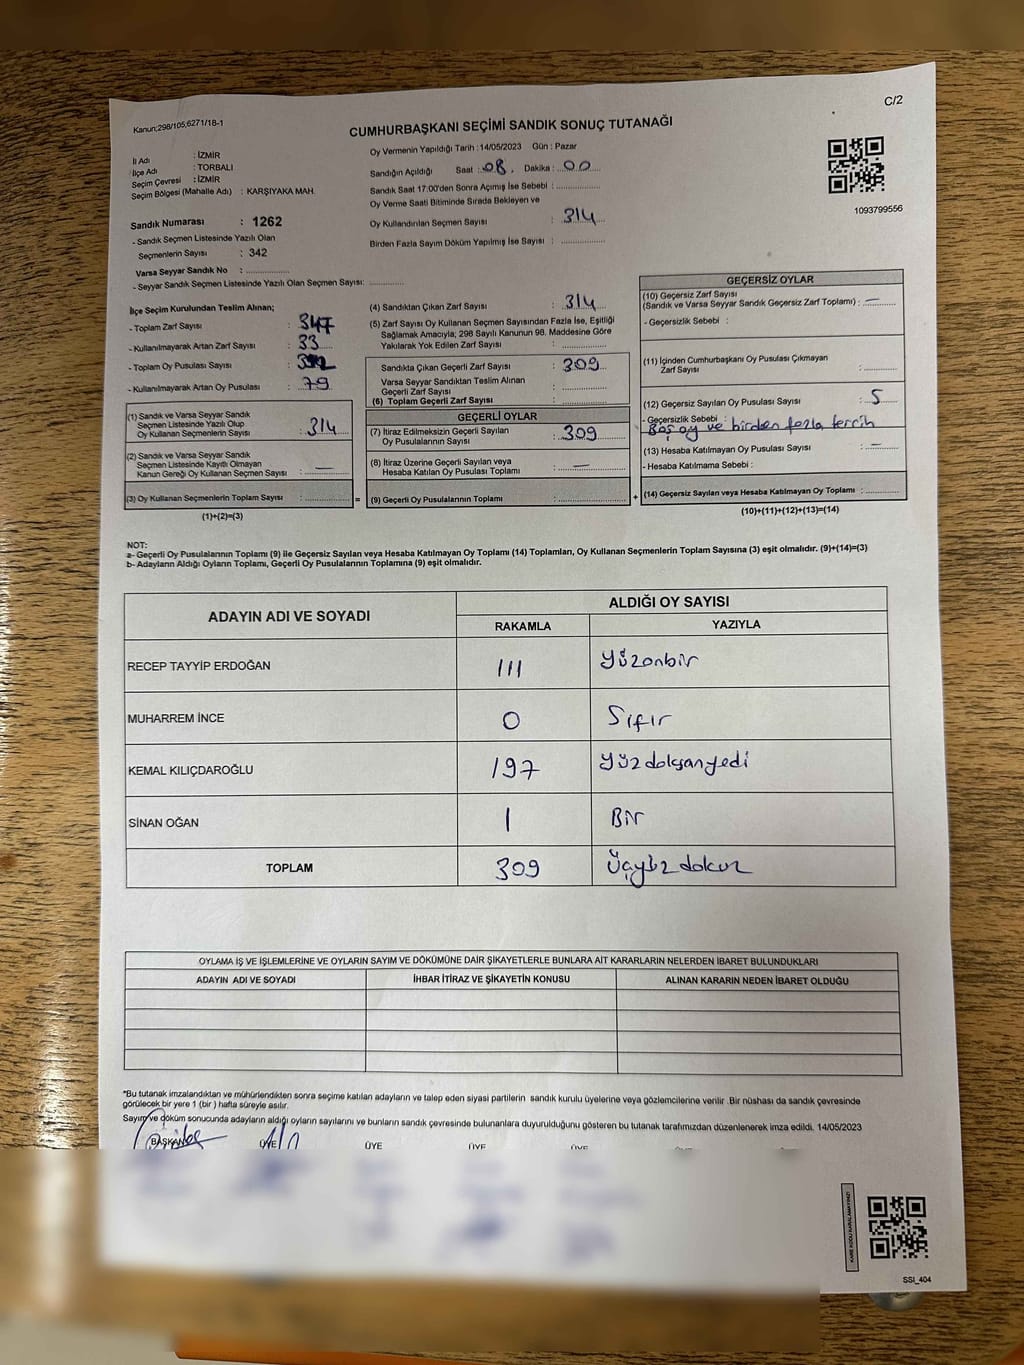 C/2
Kanun;298/105,6271/18-1
CUMHURBAŞKANI SEÇİMİ SANDIK SONUÇ TUTANAĞI
İl Adı : İZMİR
İlçe Adı : TORBALI
Seçim Çevresi : İZMİR
Seçim Bölgesi (Mahalle Adı) : KARŞIYAKA MAH.
Sandık Numarası : 1262
- Sandık Seçmen Listesinde Yazılı Olan
Seçmenlerin Sayısı : 342
Varsa Seyyar Sandık No : ..............
- Seyyar Sandık Seçmen Listesinde Yazılı Olan Seçmen Sayısı: ..............
Oy Vermenin Yapıldığı Tarih : 14/05/2023 Gün : Pazar
Sandığın Açıldığı Saat : 08 Dakika : 00
Sandık Saat 17:00'den Sonra Açımış İse Sebebi : ..............
Oy Verme Saati Bitiminde Sırada Bekleyen ve
Oy Kullandırılan Seçmen Sayısı : 314
Birden Fazla Sayım Döküm Yapılmış İse Sayısı : ..............
1093799556
İlçe Seçim Kurulundan Teslim Alınan;
- Toplam Zarf Sayısı : 347
- Kullanılmayarak Artan Zarf Sayısı : 33
- Toplam Oy Pusulası Sayısı :
- Kullanılmayarak Artan Oy Pusulası : 79
(1) Sandık ve Varsa Seyyar Sandık
Seçmen Listesinde Yazılı Olup
Oy Kullanan Seçmenlerin Sayısı : 314
(2) Sandık ve Varsa Seyyar Sandık
Seçmen Listesinde Kayıtlı Olmayan
Kanun Gereği Oy Kullanan Seçmen Sayısı : —
(3) Oy Kullanan Seçmenlerin Toplam Sayısı : .............. =
(1)+(2)=(3)
(4) Sandıktan Çıkan Zarf Sayısı : 314
(5) Zarf Sayısı Oy Kullanan Seçmen Sayısından Fazla İse, Eşitliği
Sağlamak Amacıyla; 298 Sayılı Kanunun 98. Maddesine Göre
Yakılarak Yok Edilen Zarf Sayısı : ..............
Sandıkta Çıkan Geçerli Zarf Sayısı : 309
Varsa Seyyar Sandıktan Teslim Alınan
Geçerli Zarf Sayısı : ..............
(6) Toplam Geçerli Zarf Sayısı : ..............
GEÇERLİ OYLAR
(7) İtiraz Edilmeksizin Geçerli Sayılan
Oy Pusulalarının Sayısı : 309
(8) İtiraz Üzerine Geçerli Sayılan veya
Hesaba Katılan Oy Pusulası Toplamı : —
(9) Geçerli Oy Pusulalarının Toplamı : .............. +
GEÇERSİZ OYLAR
(10) Geçersiz Zarf Sayısı
(Sandık ve Varsa Seyyar Sandık Geçersiz Zarf Toplamı) : —
- Geçersizlik Sebebi :
(11) İçinden Cumhurbaşkanı Oy Pusulası Çıkmayan
Zarf Sayısı : ..............
(12) Geçersiz Sayılan Oy Pusulası Sayısı : 5
- Geçersizlik Sebebi :
Boş oy ve birden fazla tercih
(13) Hesaba Katılmayan Oy Pusulası Sayısı : —
- Hesaba Katılmama Sebebi :
(14) Geçersiz Sayılan veya Hesaba Katılmayan Oy Toplamı : ..............
(10)+(11)+(12)+(13)=(14)
NOT:
a- Geçerli Oy Pusulalarının Toplamı (9) ile Geçersiz Sayılan veya Hesaba Katılmayan Oy Toplamı (14) Toplamları, Oy Kullanan Seçmenlerin Toplam Sayısına (3) eşit olmalıdır. (9)+(14)=(3)
b- Adayların Aldığı Oyların Toplamı, Geçerli Oy Pusulalarının Toplamına (9) eşit olmalıdır.
ADAYIN ADI VE SOYADI ALDIĞI OY SAYISI
RAKAMLA YAZIYLA
RECEP TAYYİP ERDOĞAN 111 Yüzonbir
MUHARREM İNCE 0 Sıfır
KEMAL KILIÇDAROĞLU 197 Yüzdoksanyedi
SİNAN OĞAN 1 Bir
TOPLAM 309 Üçyüzdokuz
OYLAMA İŞ VE İŞLEMLERİNE VE OYLARIN SAYIM VE DÖKÜMÜNE DAİR ŞİKAYETLERLE BUNLARA AİT KARARLARIN NELERDEN İBARET BULUNDUKLARI
ADAYIN ADI VE SOYADI İHBAR İTİRAZ VE ŞİKAYETİN KONUSU ALINAN KARARIN NEDEN İBARET OLDUĞU
*Bu tutanak imzalandıktan ve mühürlendikten sonra seçime katılan adayların ve talep eden siyasi partilerin sandık kurulu üyelerine veya gözlemcilerine verilir .Bir nüshası da sandık çevresinde
görülecek bir yere 1 (bir ) hafta süreyle asılır.
Sayım ve döküm sonucunda adayların aldığı oyların sayılarını ve bunların sandık çevresinde bulunanlara duyurulduğunu gösteren bu tutanak tarafımızdan düzenlenerek imza edildi. 14/05/2023
BAŞKAN ÜYE ÜYE ÜYE ÜYE
KARE KODU KARALAMAYINIZ!
SSI_404